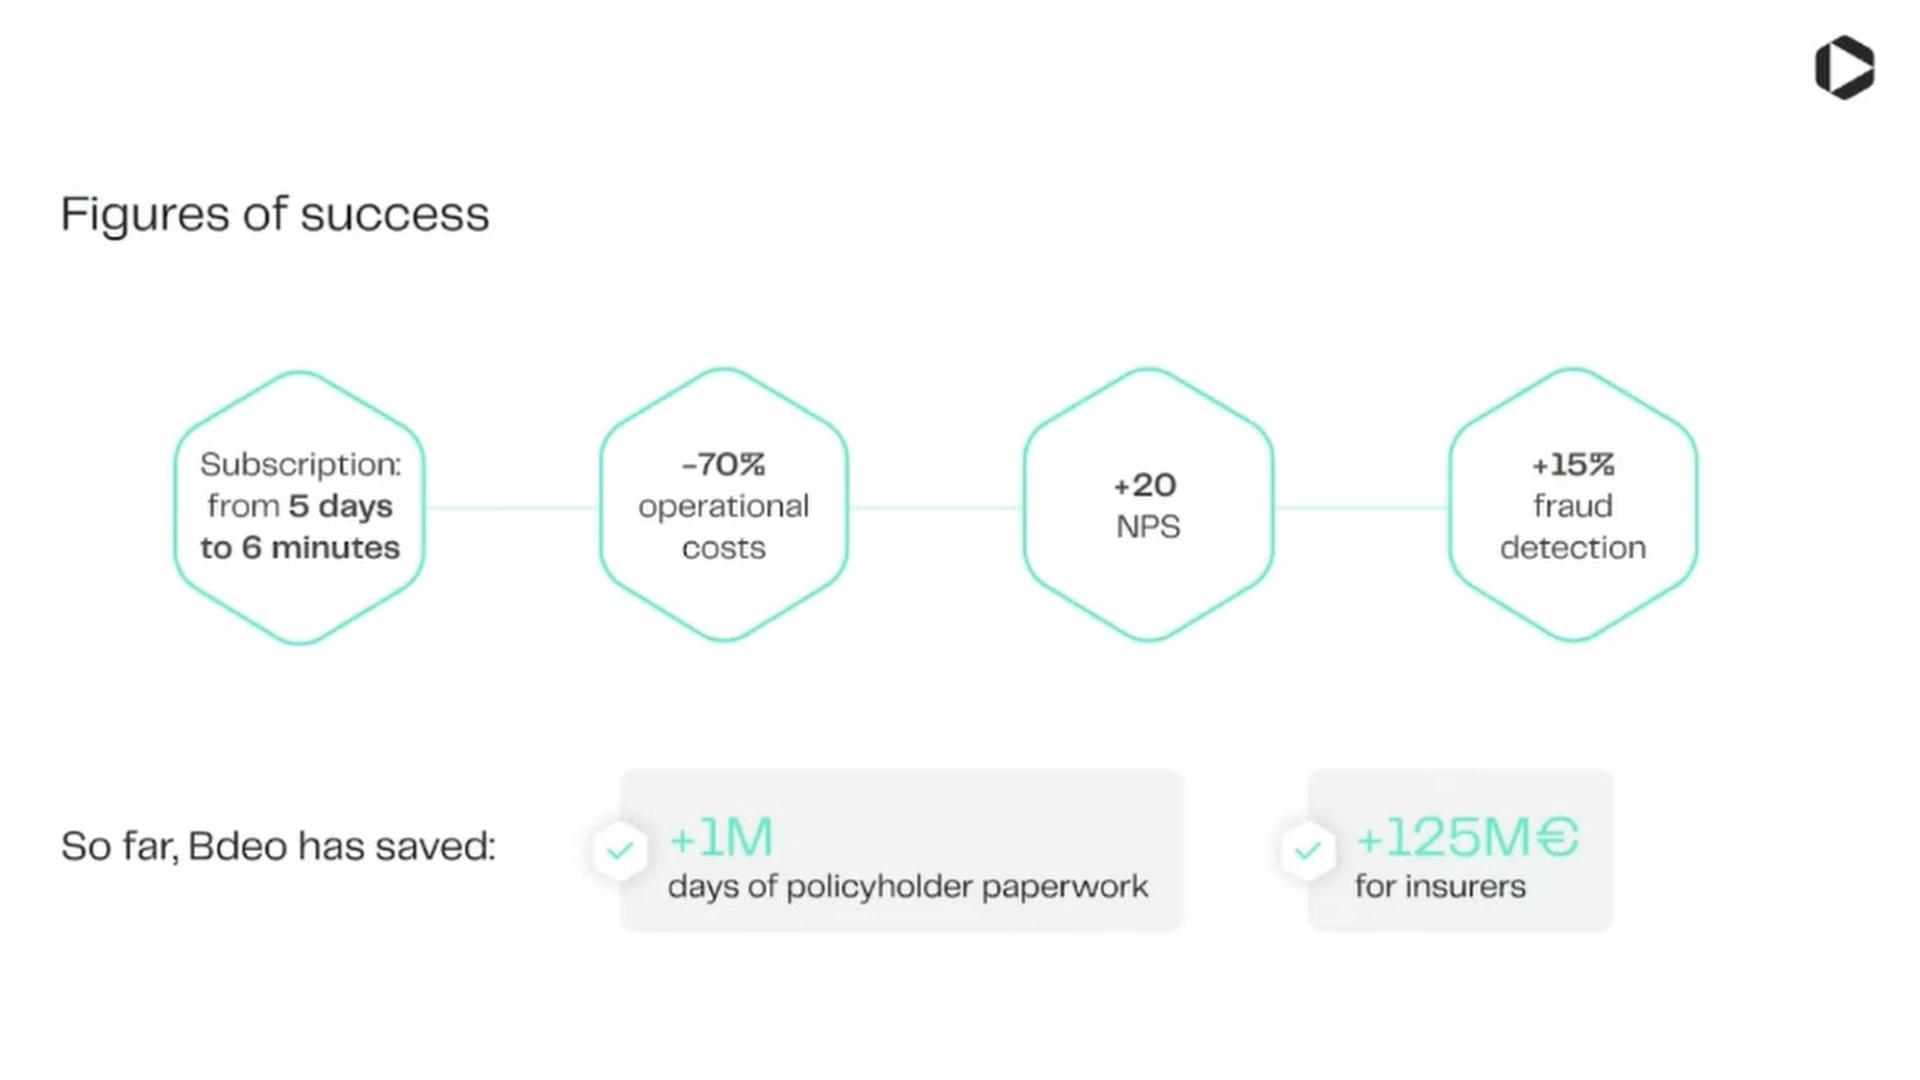 Figures of success
Subscription:
from 5 days
to 6 minutes
-70%
operational
costs
+20
NPS
+15%
fraud
detection
So far, Bdeo has saved:
+1M
days of policyholder paperwork
+125M€
for insurers